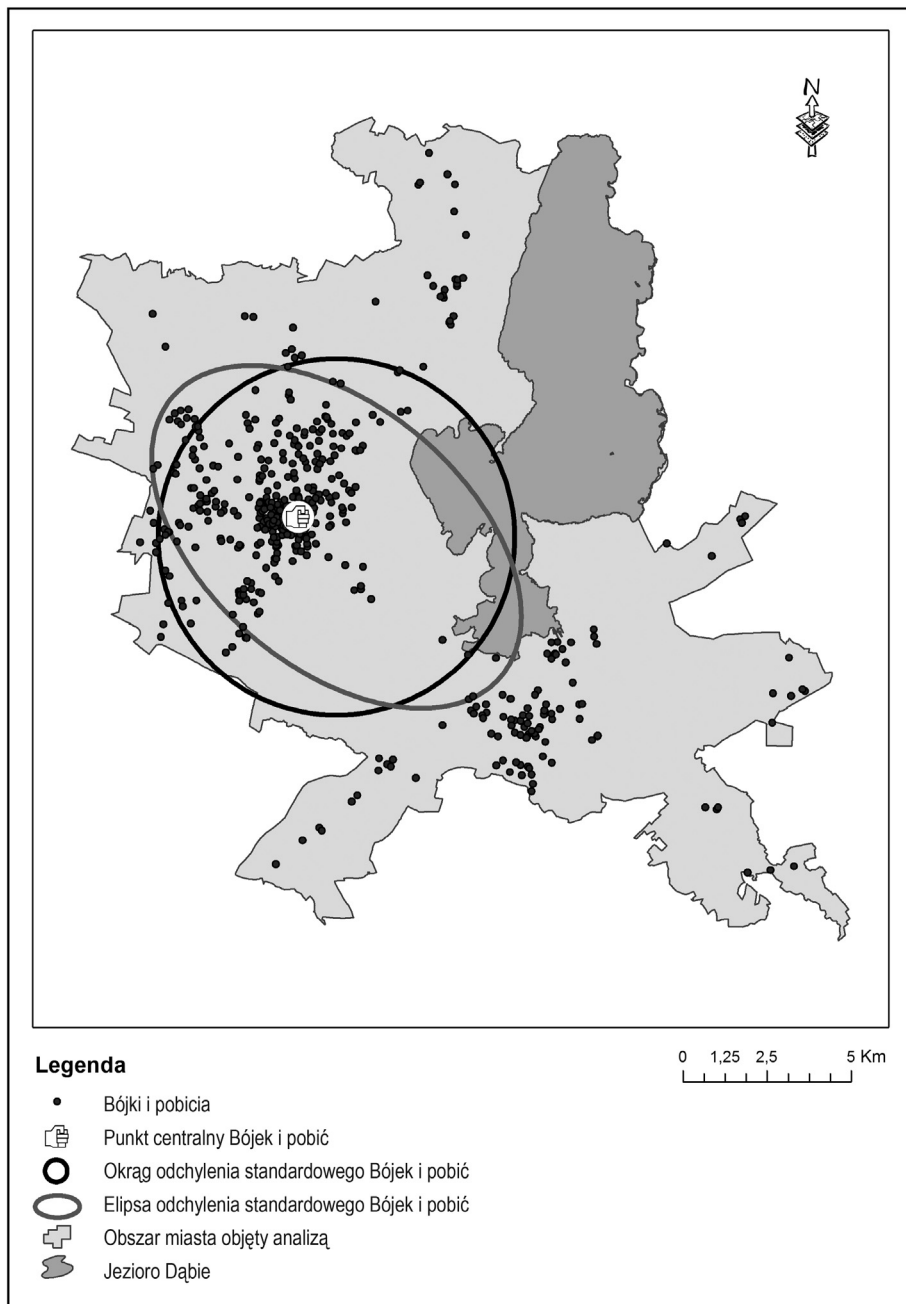 N
Legenda
0 1,25 2,5 5 Km
Bójki i pobicia
Punkt centralny Bójek i pobić
Okrąg odchylenia standardowego Bójek i pobić
Elipsa odchylenia standardowego Bójek i pobić
Obszar miasta objęty analizą
Jezioro Dąbie